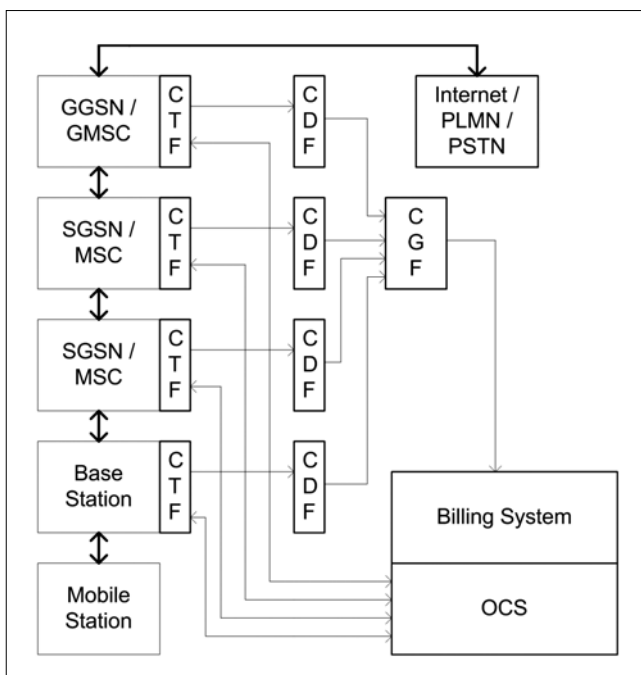 GGSN /
GMSC
C
T
F
C
D
F
Internet /
PLMN /
PSTN
SGSN /
MSC
C
T
F
C
D
F
C
G
F
SGSN /
MSC
C
T
F
C
D
F
Base
Station
C
T
F
C
D
F
Billing System
Mobile
Station
OCS